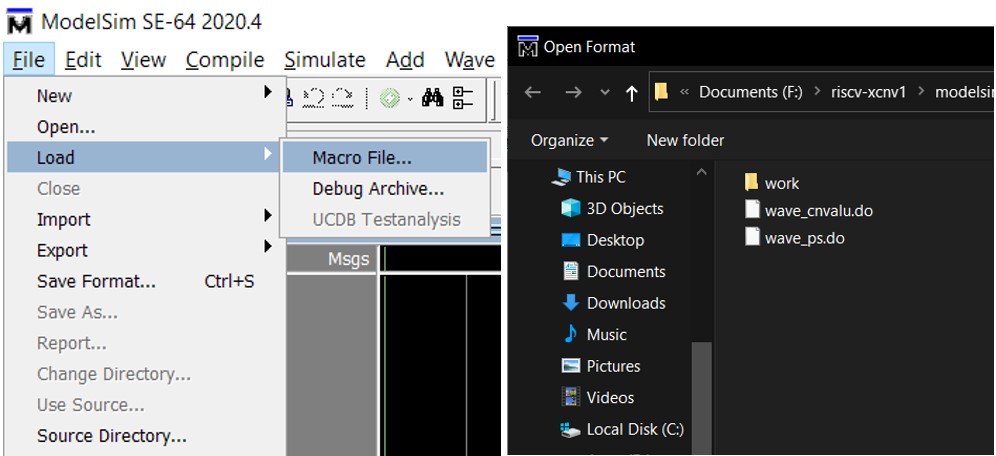 ModelSim SE-64 2020.4
File Edit View Compile Simulate Add Wave
New
Open...
Load
Close
Import
Export
Save Format... Ctrl+S
Save As...
Report...
Change Directory...
Use Source...
Source Directory...
Macro File...
Debug Archive...
UCDB Testanalysis
Msgs
Open Format
« Documents (F:) > riscv-xcnv1 > modelsim
Organize New folder
This PC
3D Objects
Desktop
Documents
Downloads
Music
Pictures
Videos
Local Disk (C:)
work
wave_cnvalu.do
wave_ps.do